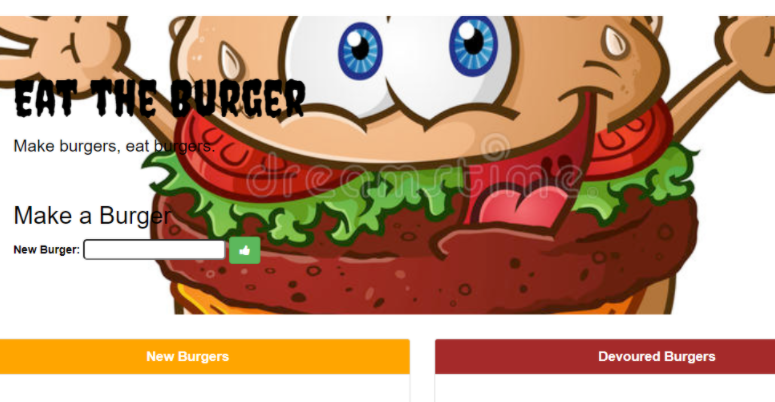 EAT THE BURGER
Make burgers, eat burgers.
dreamstime
Make a Burger
New Burger:
New Burgers
Devoured Burgers